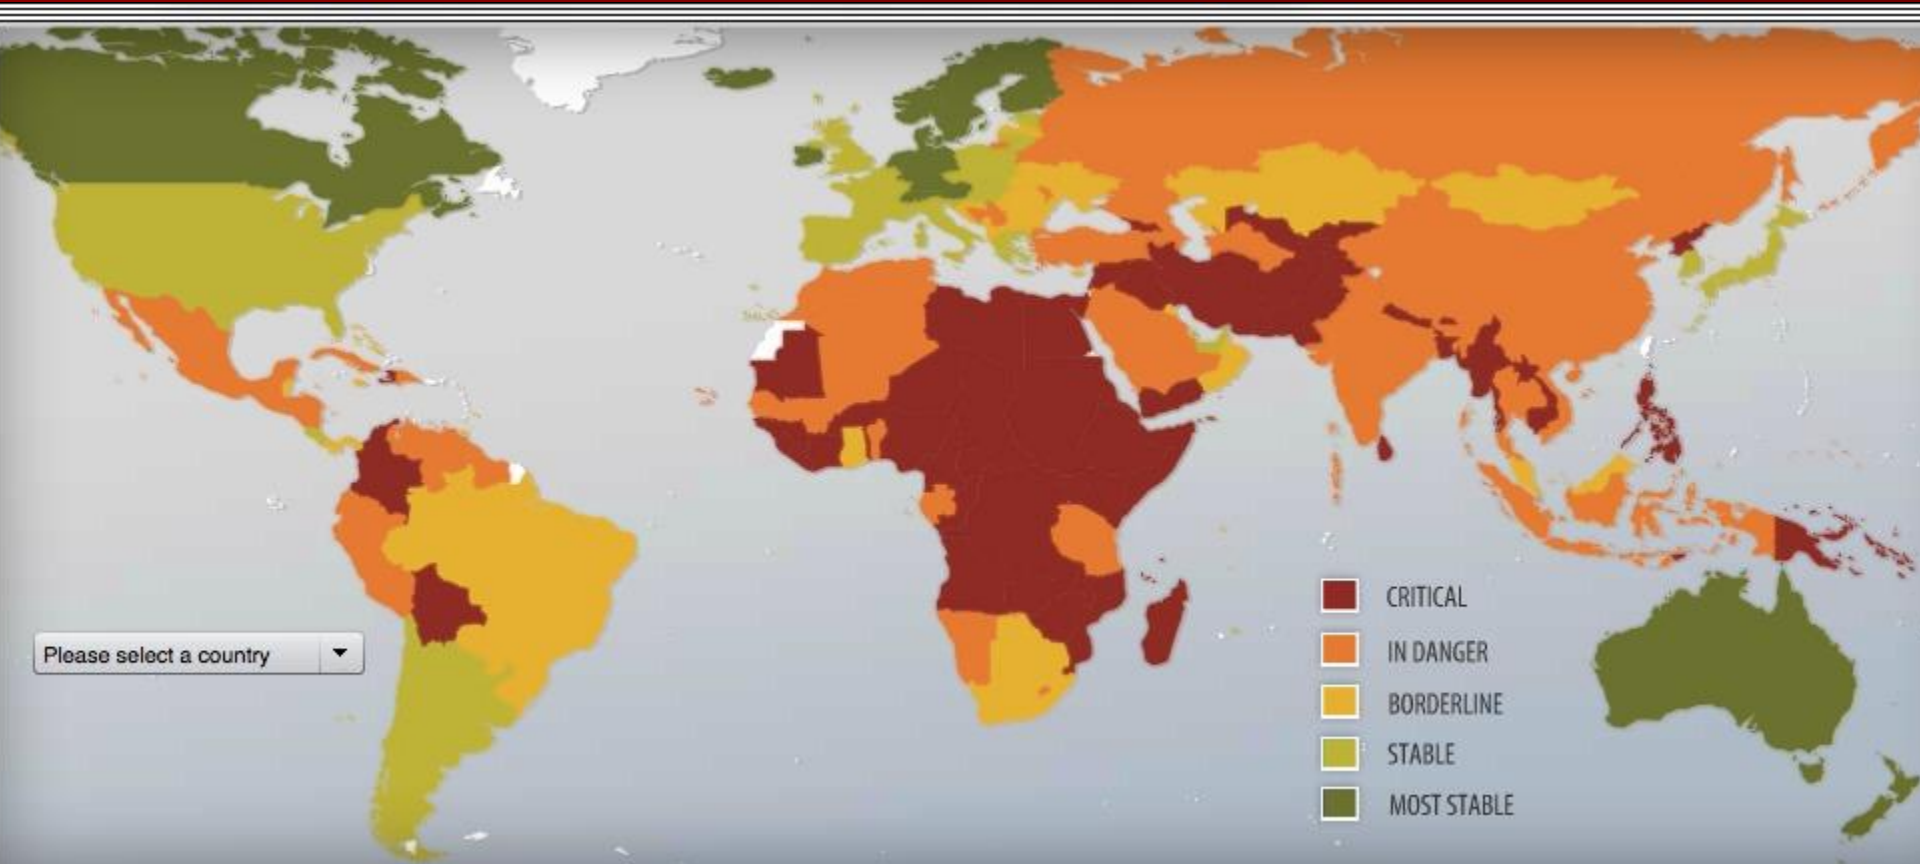 Please select a country
CRITICAL
IN DANGER
BORDERLINE
STABLE
MOST STABLE